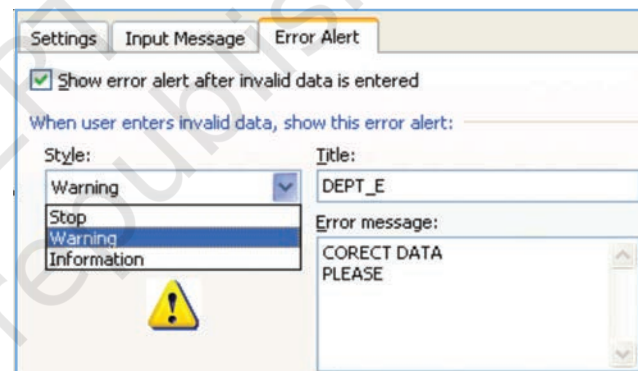 Settings Input Message Error Alert
Show error alert after invalid data is entered
When user enters invalid data, show this error alert:
Style: Title:
Warning DEPT_E
Stop
Warning
Information
Error message:
CORECT DATA
PLEASE